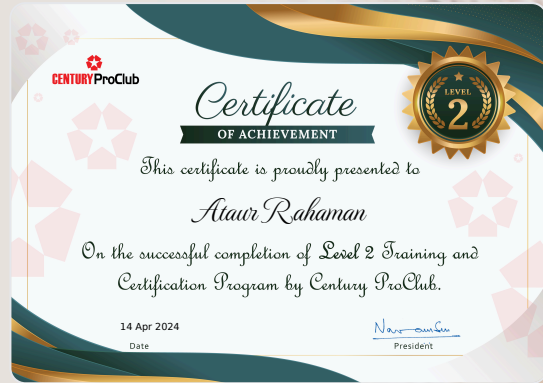 CENTURY ProClub
Certificate
OF ACHIEVEMENT
LEVEL
2
This certificate is proudly presented to
Ataur Rahaman
On the successful completion of Level 2 Training and
Certification Program by Century ProClub.
14 Apr 2024
Date
President